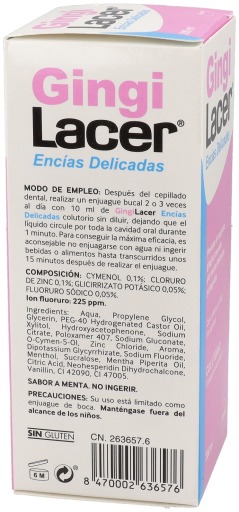 Gingi
Lacer®
Encías Delicadas
MODO DE EMPLEO: Después del cepillado
dental, realizar un enjuague bucal 2 o 3 veces
al día con 10 ml de GingiLacer Encías
Delicadas colutorio sin diluir, dejando que el
líquido circule por toda la cavidad oral durante
1 minuto. Para conseguir la máxima eficacia, es
aconsejable no enjuagarse con agua ni ingerir
bebidas o alimentos hasta transcurridos unos
15 minutos después de realizar el enjuague.
COMPOSICIÓN: CYMENOL 0,1%; CLORURO
DE ZINC 0,1%; GLICIRRIZATO POTÁSICO 0,05%;
FLUORURO SÓDICO 0,05%.
Ion fluoruro: 225 ppm.
Ingredients: Aqua, Propylene Glycol,
Glycerin, PEG-40 Hydrogenated Castor Oil,
Xylitol, Hydroxyacetophenone, Sodium
Citrate, Poloxamer 407, Sodium Gluconate,
O-Cymen-5-Ol, Zinc Chloride, Aroma,
Dipotassium Glycyrrhizate, Sodium Fluoride,
Menthol, Sucralose, Mentha Piperita Oil,
Citric Acid, Neohesperidin Dihydrochalcone,
Vanillin, CI 42090, CI 47005.
SABOR A MENTA. NO INGERIR.
PRECAUCIONES: Su uso está limitado como
enjuague de boca. Manténgase fuera del
alcance de los niños.
SIN GLUTEN
CN. 263657.6
6 M
8 470002 636576
Gingi
Lacer
Encías